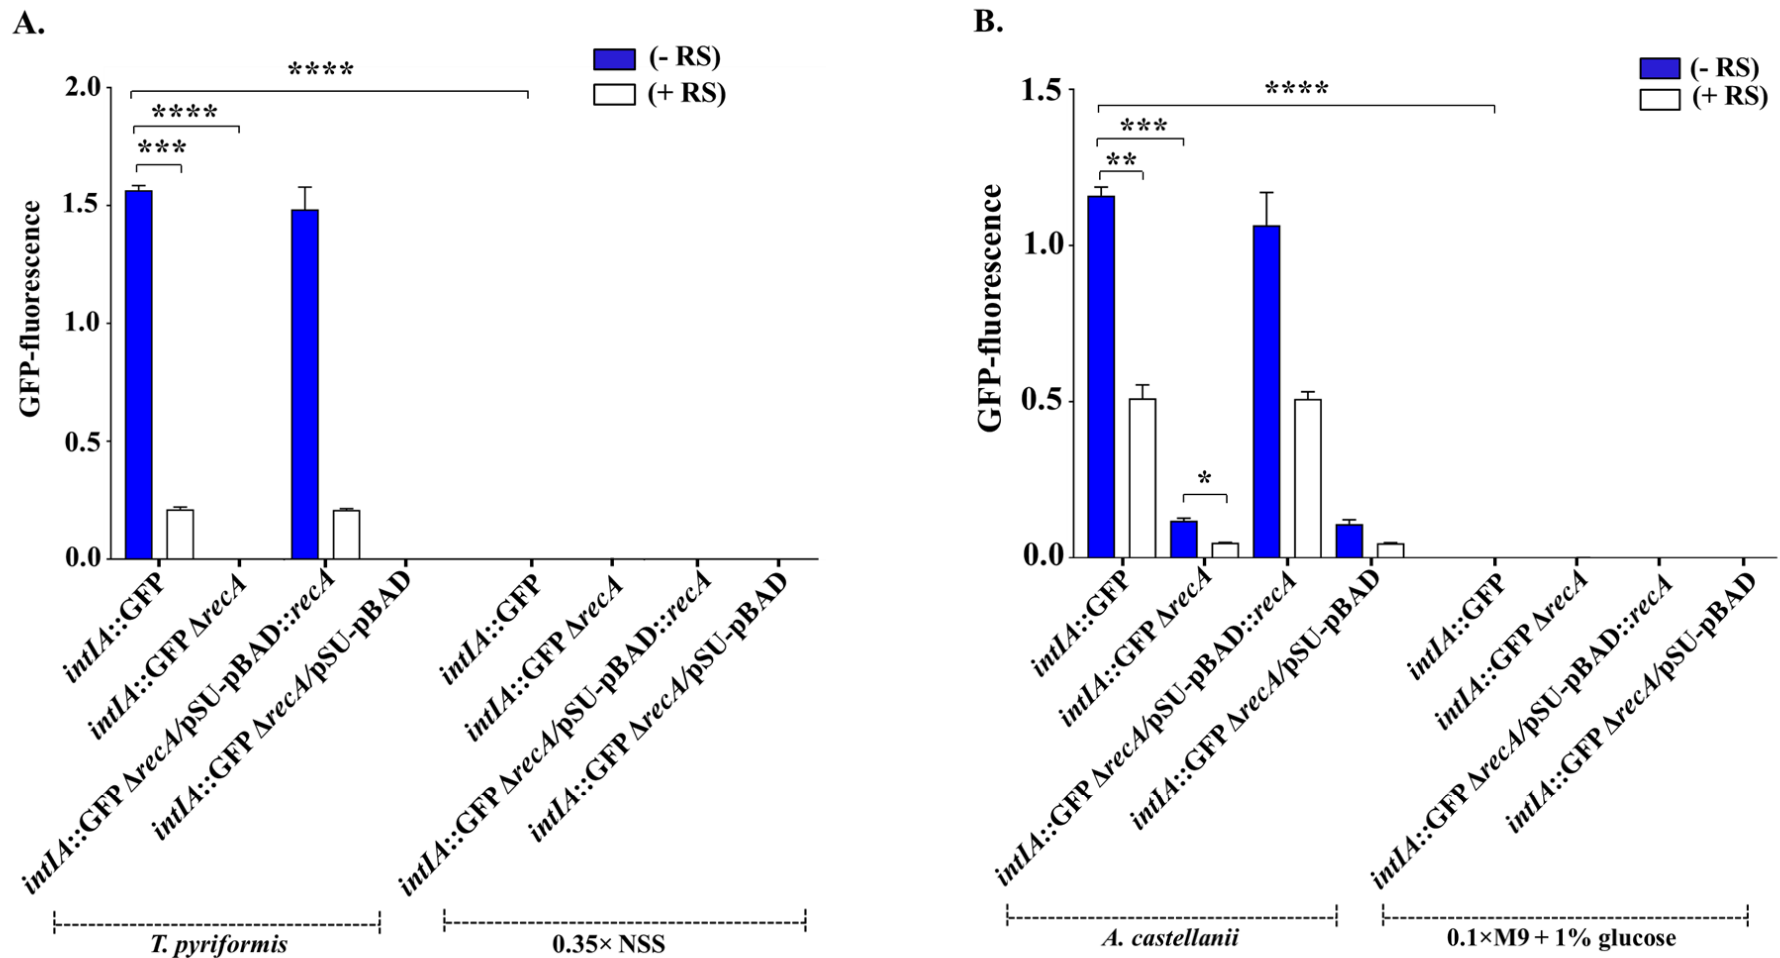 A.
(- RS)
(+ RS)
****
****
***
GFP-fluorescence
2.0
1.5
1.0
0.5
0.0
intIA::GFP
intIA::GFP ΔrecA
intIA::GFP ΔrecA/pSU-pBAD::recA
intIA::GFP ΔrecA/pSU-pBAD
intIA::GFP
intIA::GFP ΔrecA
intIA::GFP ΔrecA/pSU-pBAD::recA
intIA::GFP ΔrecA/pSU-pBAD
T. pyriformis
0.35× NSS
B.
(- RS)
(+ RS)
****
***
**
*
GFP-fluorescence
1.5
1.0
0.5
0.0
intIA::GFP
intIA::GFP ΔrecA
intIA::GFP ΔrecA/pSU-pBAD::recA
intIA::GFP ΔrecA/pSU-pBAD
intIA::GFP
intIA::GFP ΔrecA
intIA::GFP ΔrecA/pSU-pBAD::recA
intIA::GFP ΔrecA/pSU-pBAD
A. castellanii
0.1×M9 + 1% glucose